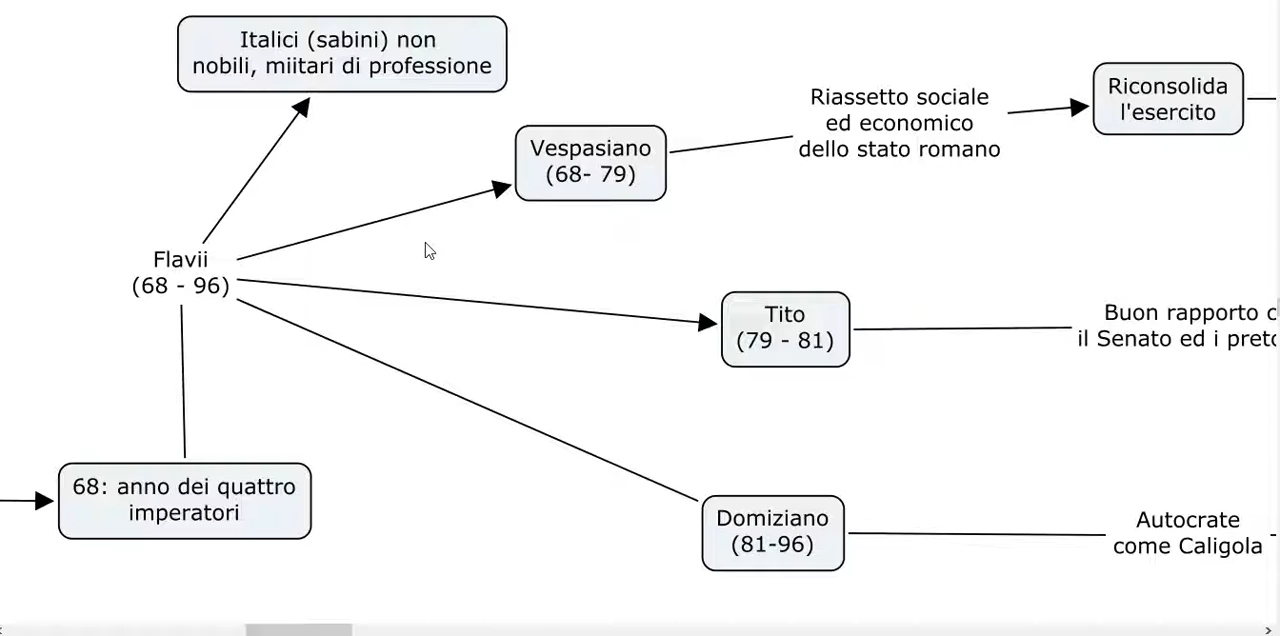 Italici (sabini) non
nobili, miitari di professione
Vespasiano
(68- 79)
Riassetto sociale
ed economico
dello stato romano
Riconsolida
l'esercito
Flavii
(68 - 96)
Tito
(79 - 81)
Buon rapporto
il Senato ed i
68: anno dei quattro
imperatori
Domiziano
(81-96)
Autocrate
come Caligola